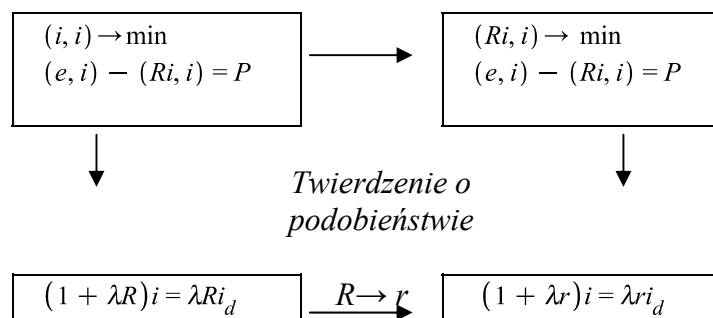 (i, i) → min
(e, i) − (Ri, i) = P
(Ri, i) → min
(e, i) − (Ri, i) = P
Twierdzenie o
podobieństwie
(1 + λR)i = λRi_d
R → r
(1 + λr)i = λri_d